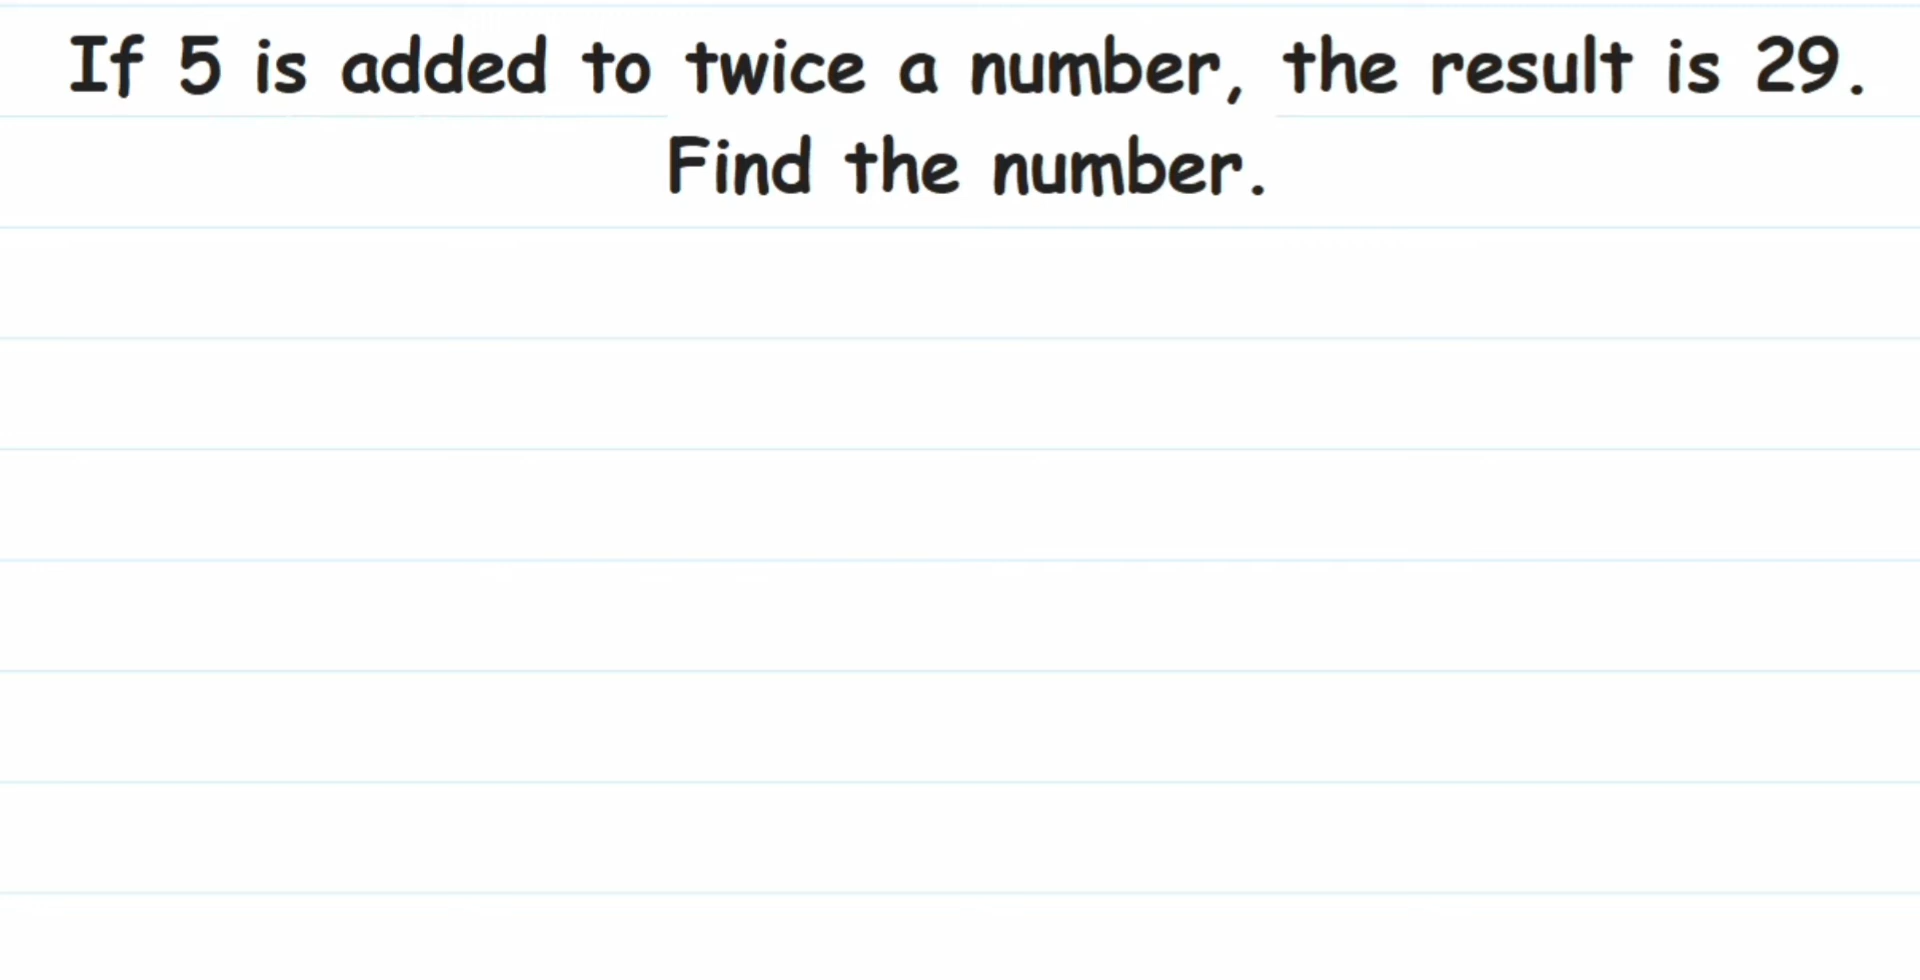 If 5 is added to twice a number, the result is 29.
Find the number.